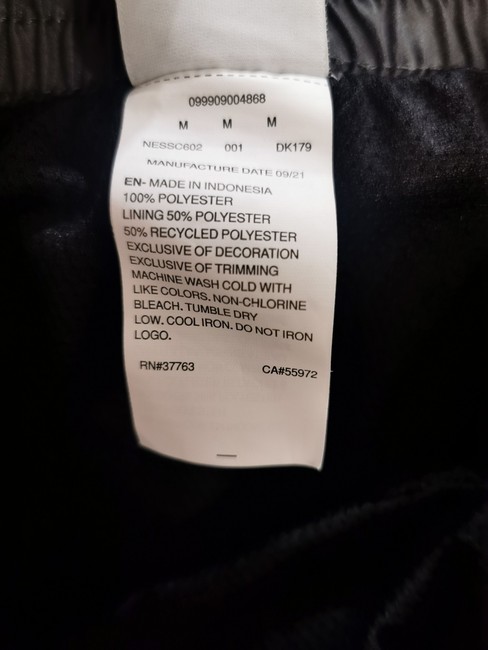 099909004868
M M M
NESSC602 001 DK179
MANUFACTURE DATE 09/21
EN- MADE IN INDONESIA
100% POLYESTER
LINING 50% POLYESTER
50% RECYCLED POLYESTER
EXCLUSIVE OF DECORATION
EXCLUSIVE OF TRIMMING
MACHINE WASH COLD WITH
LIKE COLORS. NON-CHLORINE
BLEACH. TUMBLE DRY
LOW. COOL IRON. DO NOT IRON
LOGO.
RN#37763 CA#55972